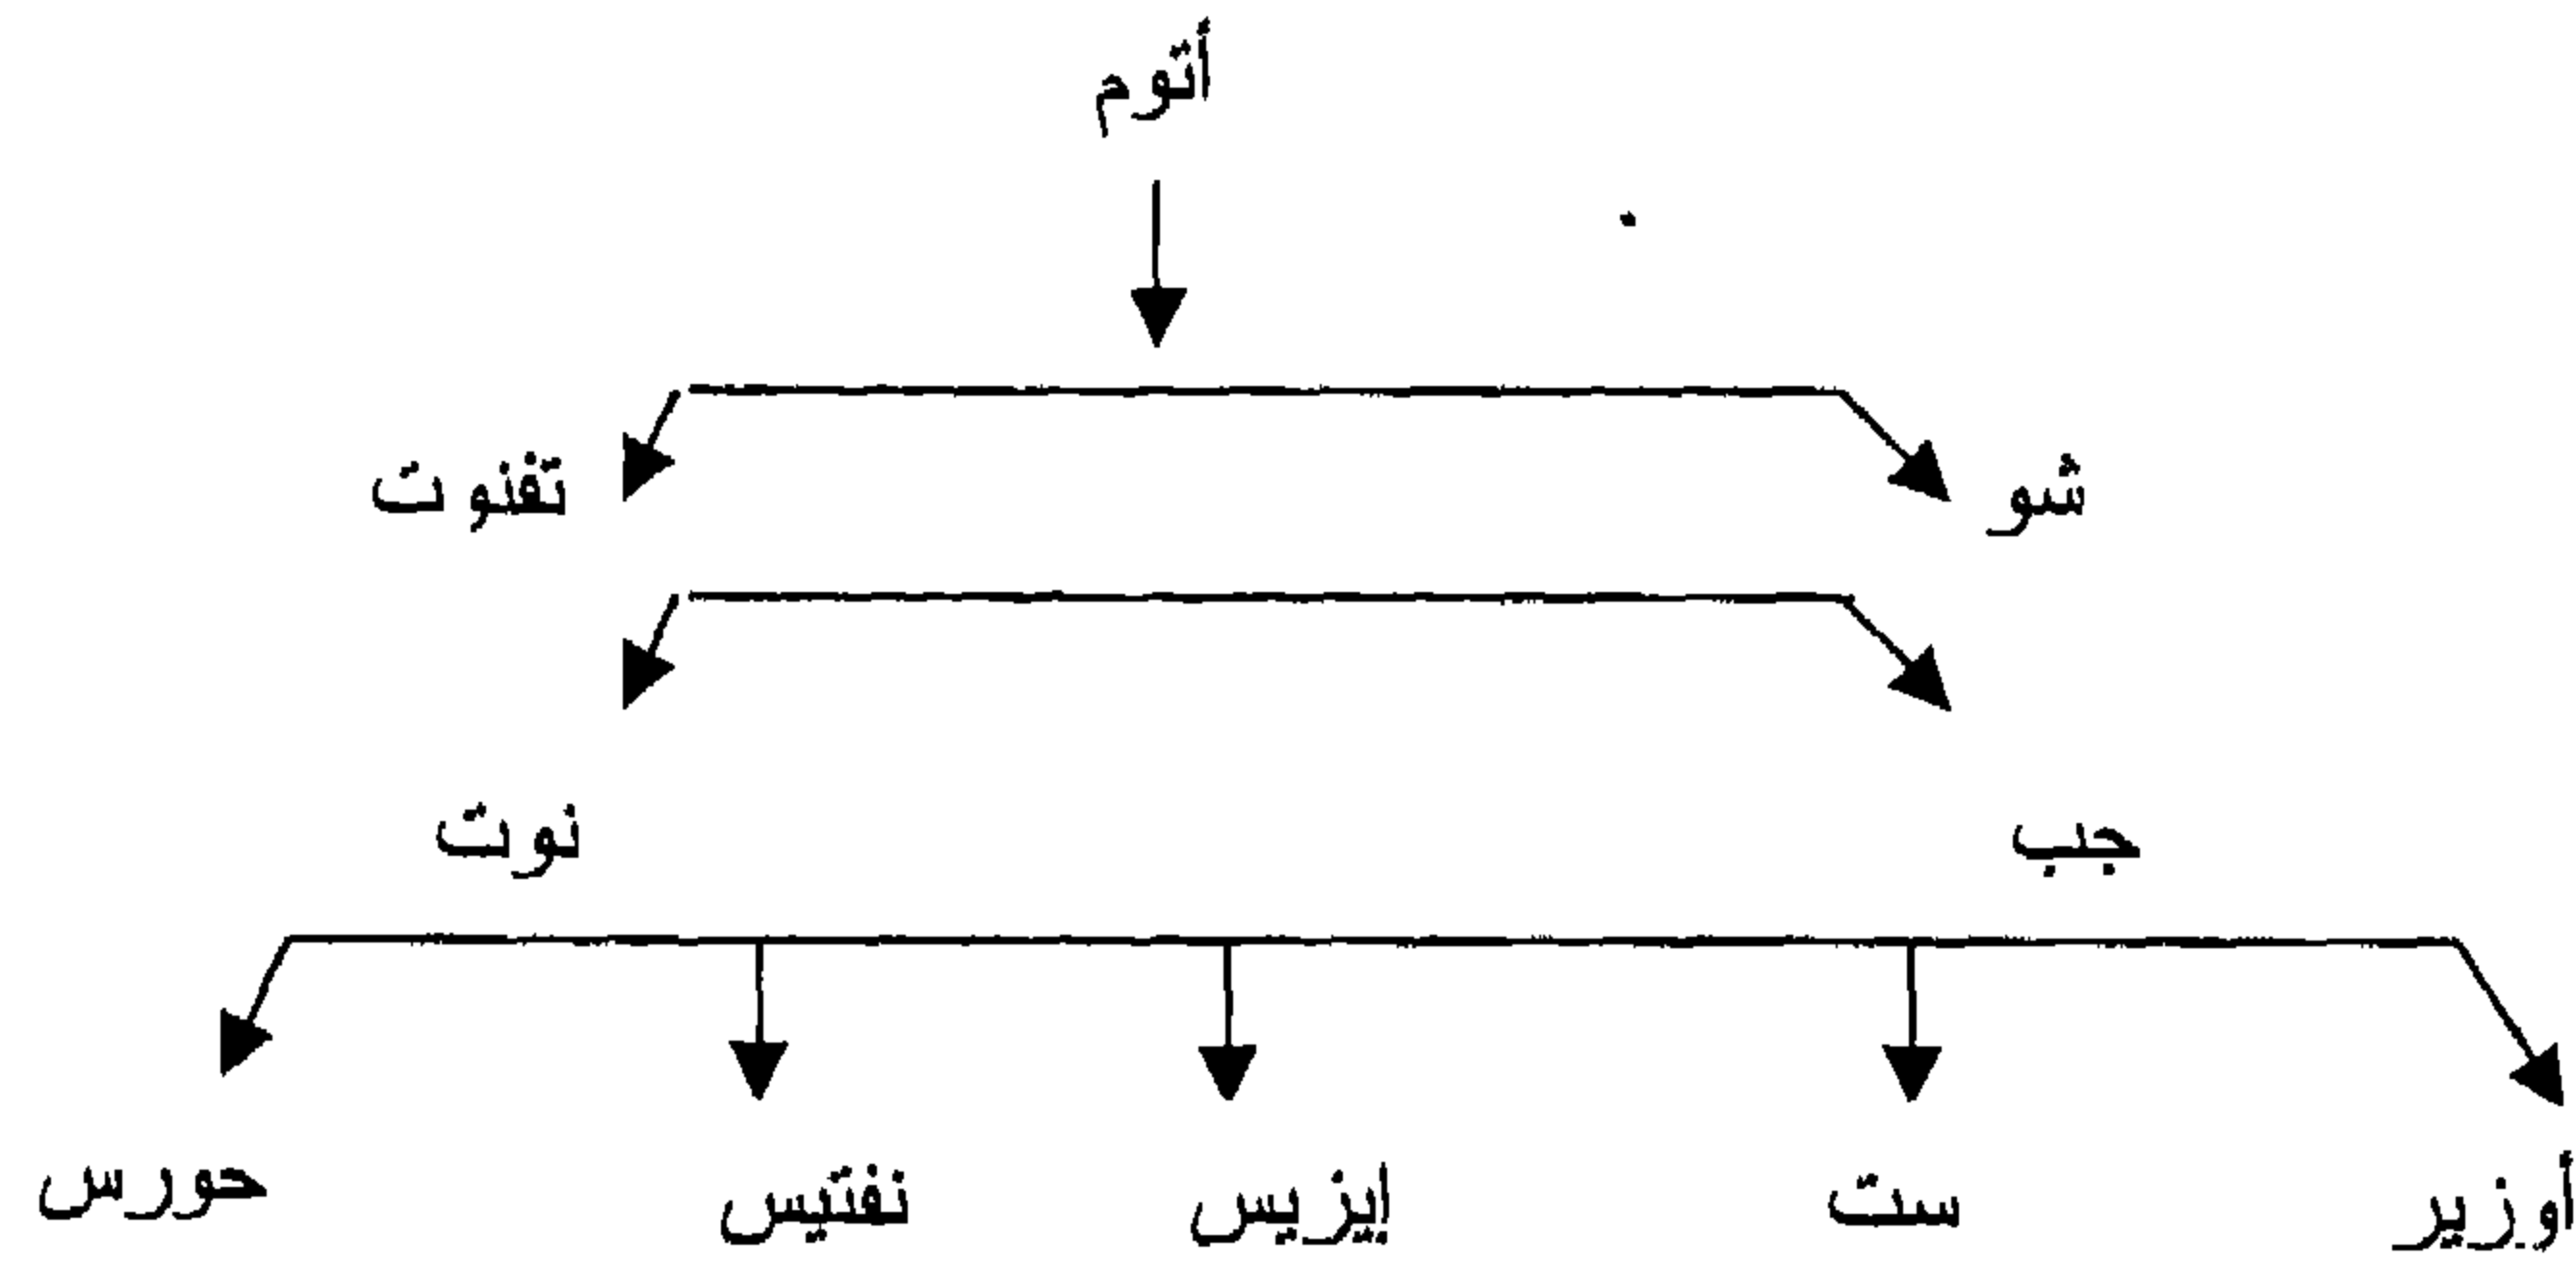 أتوم
شو تفنوت
جب نوت
أوزير ست إيزيس نفتيس حورس